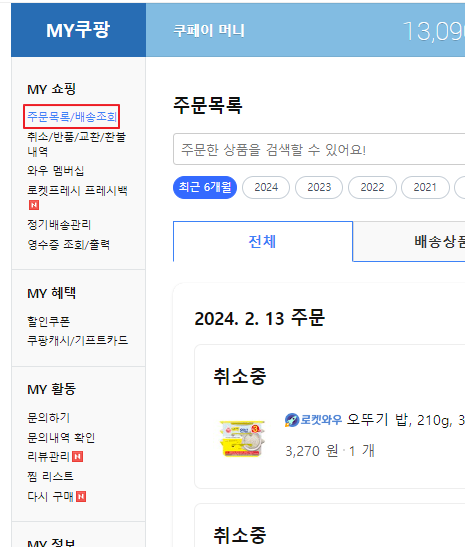 MY쿠팡
쿠페이 머니
13,090
MY 쇼핑
주문목록/배송조회
취소/반품/교환/환불
내역
와우 멤버십
로켓프레시 프레시백
N
정기배송관리
영수증 조회/출력
MY 혜택
할인쿠폰
쿠팡캐시/기프트카드
MY 활동
문의하기
문의내역 확인
리뷰관리 N
찜 리스트
다시 구매 N
MY 정보
주문목록
주문한 상품을 검색할 수 있어요!
최근 6개월 2024 2023 2022 2021
전체 배송상품
2024. 2. 13 주문
취소중
로켓와우 오뚜기 밥, 210g, 3
3,270 원 · 1 개
취소중